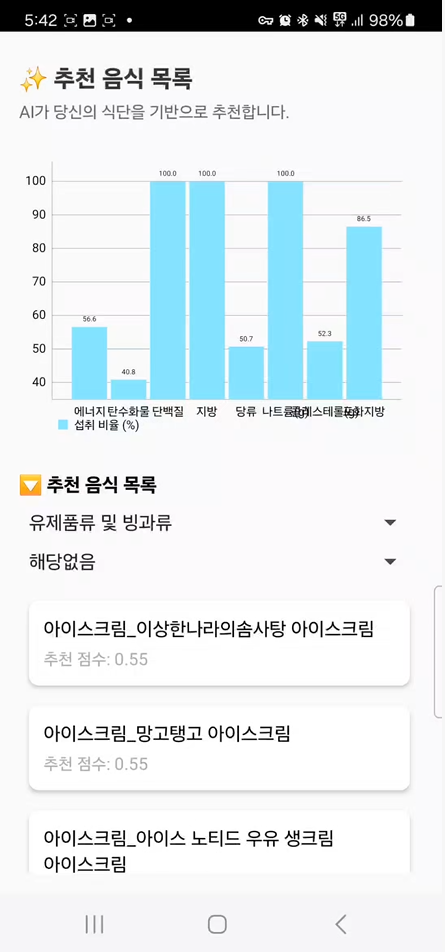 5:42
5G
98%
✨ 추천 음식 목록
AI가 당신의 식단을 기반으로 추천합니다.
100
90
80
70
60
50
40
56.6
40.8
100.0
100.0
50.7
100.0
52.3
86.5
에너지 탄수화물 단백질 지방 당류 나트륨(g) 콜레스테롤(g) 포화지방
섭취 비율 (%)
🔽 추천 음식 목록
유제품류 및 빙과류
해당없음
아이스크림_이상한나라의솜사탕 아이스크림
추천 점수: 0.55
아이스크림_망고탱고 아이스크림
추천 점수: 0.55
아이스크림_아이스 노티드 우유 생크림
아이스크림